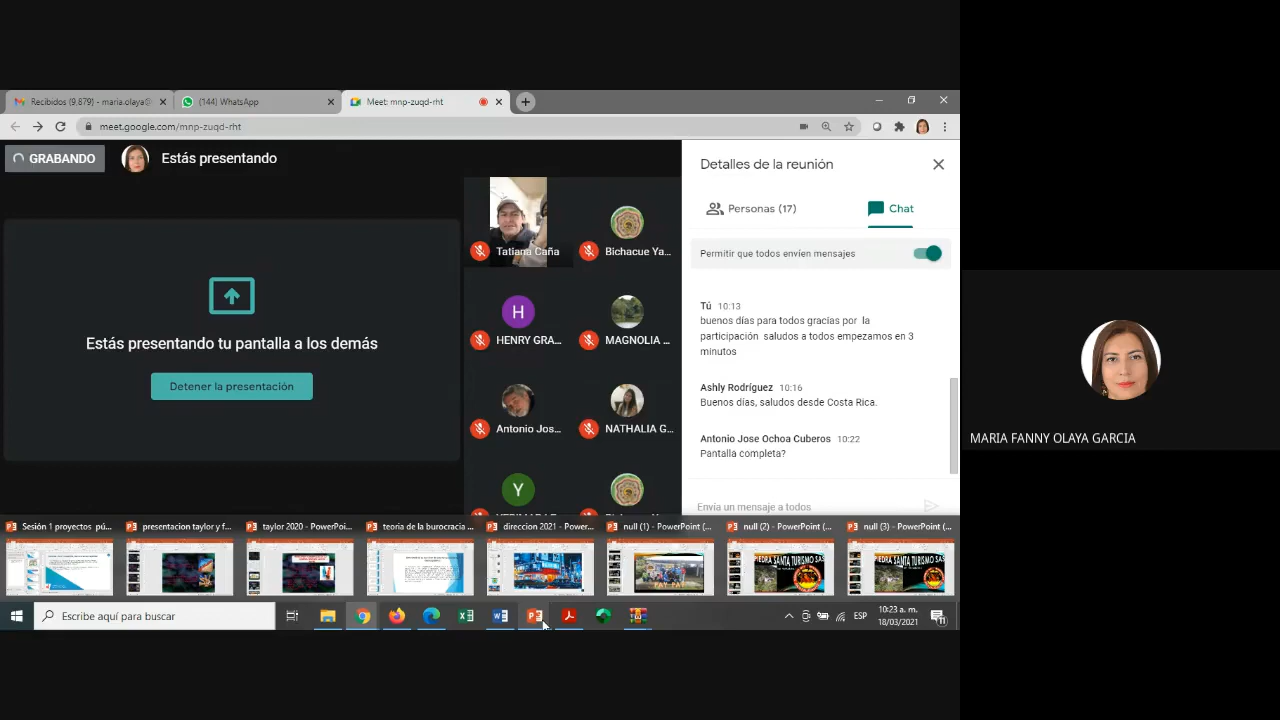 Recibidos (9.879) - maria.olaya@
(144) WhatsApp
Meet: mnp-zuqd-rht
meet.google.com/mnp-zuqd-rht
GRABANDO
Estás presentando
Detalles de la reunión
Personas (17)
Chat
Permitir que todos envíen mensajes
Estás presentando tu pantalla a los demás
Detener la presentación
Tatiana Caña
Bichacue Ya...
H
HENRY GRA...
MAGNOLIA ...
Antonio Jos...
NATHALIA G...
Y
Tú 10:13
buenos días para todos gracías por la
participación saludos a todos empezamos en 3
minutos
Ashly Rodríguez 10:16
Buenos días, saludos desde Costa Rica.
Antonio Jose Ochoa Cuberos 10:22
Pantalla completa?
Envía un mensaje a todos
MARIA FANNY OLAYA GARCIA
Sesión 1 proyectos pú...
presentacion taylor y f...
taylor 2020 - PowerPoi...
teoria de la burocracia ...
direccion 2021 - Power...
null (1) - PowerPoint (...
null (2) - PowerPoint (...
null (3) - PowerPoint (...
PIEDRA SANTA TURISMO SAS
PIEDRA SANTA TURISMO SAS
Escribe aquí para buscar
ESP
10:23 a. m.
18/03/2021
11